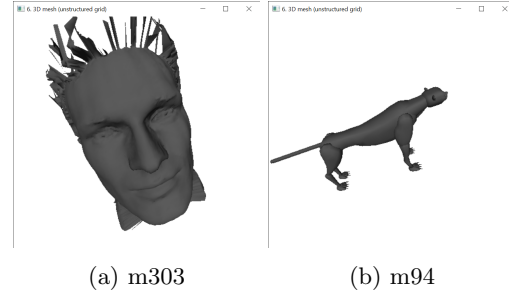 6. 3D mesh (unstructured grid)
6. 3D mesh (unstructured grid)
(a) m303
(b) m94